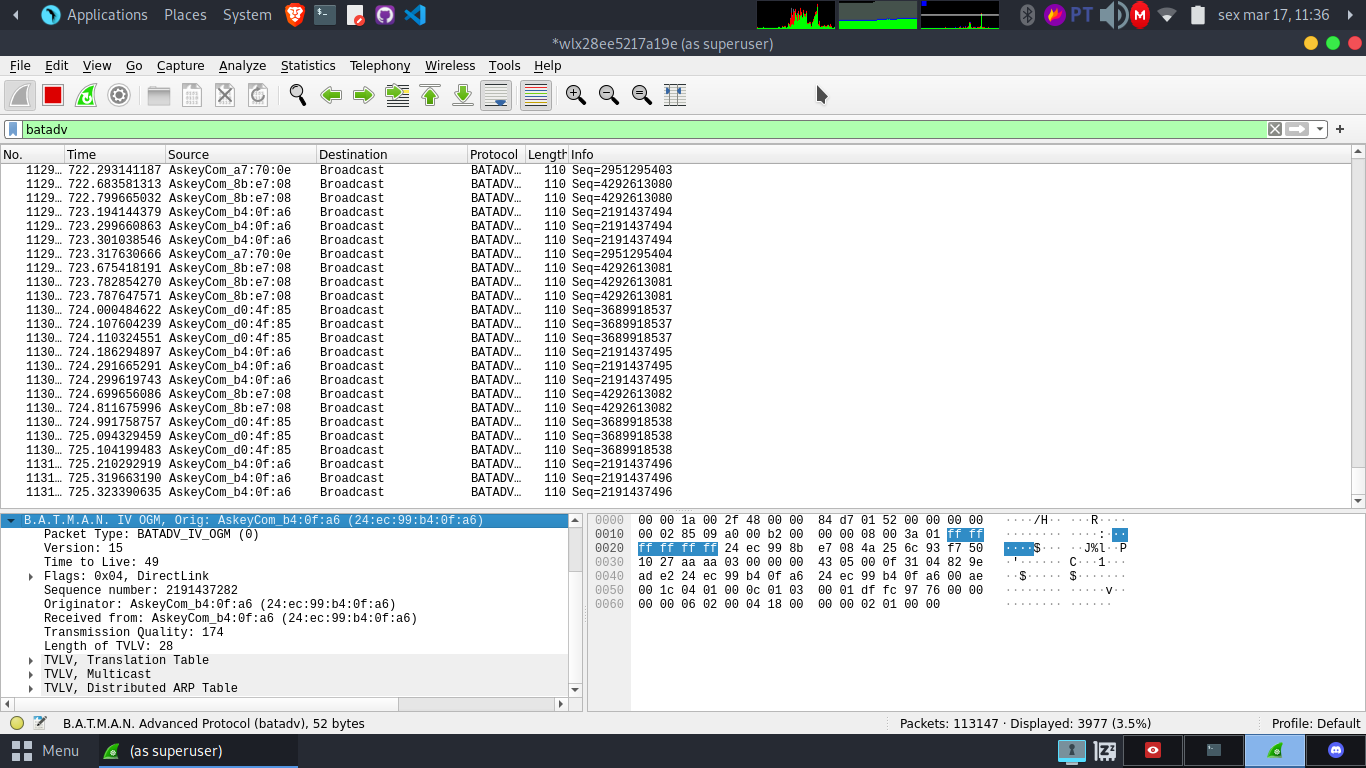 Applications Places System PT M sex mar 17, 11:36
*wlx28ee5217a19e (as superuser)
File Edit View Go Capture Analyze Statistics Telephony Wireless Tools Help
batadv
No. Time Source Destination Protocol Length Info
1129… 722.293141187 AskeyCom_a7:70:0e Broadcast BATADV… 110 Seq=2951295403
1129… 722.683581313 AskeyCom_8b:e7:08 Broadcast BATADV… 110 Seq=4292613080
1129… 722.799665032 AskeyCom_8b:e7:08 Broadcast BATADV… 110 Seq=4292613080
1129… 723.194144379 AskeyCom_b4:0f:a6 Broadcast BATADV… 110 Seq=2191437494
1129… 723.299660863 AskeyCom_b4:0f:a6 Broadcast BATADV… 110 Seq=2191437494
1129… 723.301038546 AskeyCom_b4:0f:a6 Broadcast BATADV… 110 Seq=2191437494
1129… 723.317630666 AskeyCom_a7:70:0e Broadcast BATADV… 110 Seq=2951295404
1129… 723.675418191 AskeyCom_8b:e7:08 Broadcast BATADV… 110 Seq=4292613081
1130… 723.782854270 AskeyCom_8b:e7:08 Broadcast BATADV… 110 Seq=4292613081
1130… 723.787647571 AskeyCom_8b:e7:08 Broadcast BATADV… 110 Seq=4292613081
1130… 724.000484622 AskeyCom_d0:4f:85 Broadcast BATADV… 110 Seq=3689918537
1130… 724.107604239 AskeyCom_d0:4f:85 Broadcast BATADV… 110 Seq=3689918537
1130… 724.110324551 AskeyCom_d0:4f:85 Broadcast BATADV… 110 Seq=3689918537
1130… 724.186294897 AskeyCom_b4:0f:a6 Broadcast BATADV… 110 Seq=2191437495
1130… 724.291665291 AskeyCom_b4:0f:a6 Broadcast BATADV… 110 Seq=2191437495
1130… 724.299619743 AskeyCom_b4:0f:a6 Broadcast BATADV… 110 Seq=2191437495
1130… 724.699656086 AskeyCom_8b:e7:08 Broadcast BATADV… 110 Seq=4292613082
1130… 724.811675996 AskeyCom_8b:e7:08 Broadcast BATADV… 110 Seq=4292613082
1130… 724.991758757 AskeyCom_d0:4f:85 Broadcast BATADV… 110 Seq=3689918538
1130… 725.094329459 AskeyCom_d0:4f:85 Broadcast BATADV… 110 Seq=3689918538
1130… 725.104199483 AskeyCom_d0:4f:85 Broadcast BATADV… 110 Seq=3689918538
1131… 725.210292919 AskeyCom_b4:0f:a6 Broadcast BATADV… 110 Seq=2191437496
1131… 725.319663190 AskeyCom_b4:0f:a6 Broadcast BATADV… 110 Seq=2191437496
1131… 725.323390635 AskeyCom_b4:0f:a6 Broadcast BATADV… 110 Seq=2191437496
B.A.T.M.A.N. IV OGM, Orig: AskeyCom_b4:0f:a6 (24:ec:99:b4:0f:a6)
Packet Type: BATADV_IV_OGM (0)
Version: 15
Time to Live: 49
Flags: 0x04, DirectLink
Sequence number: 2191437282
Originator: AskeyCom_b4:0f:a6 (24:ec:99:b4:0f:a6)
Received from: AskeyCom_b4:0f:a6 (24:ec:99:b4:0f:a6)
Transmission Quality: 174
Length of TVLV: 28
TVLV, Translation Table
TVLV, Multicast
TVLV, Distributed ARP Table
0000 00 00 1a 00 2f 48 00 00 84 d7 01 52 00 00 00 00 ····/H·· ···R····
0010 00 02 85 09 a0 00 b2 00 00 00 08 00 3a 01 ff ff ········ ····:···
0020 ff ff ff ff 24 ec 99 8b e7 08 4a 25 6c 93 f7 50 ····$··· ··J%l··P
0030 10 27 aa aa 03 00 00 00 43 05 00 0f 31 04 82 9e ·'······ C···1···
0040 ad e2 24 ec 99 b4 0f a6 24 ec 99 b4 0f a6 00 ae ··$····· $·······
0050 00 1c 04 01 00 0c 01 03 00 01 df fc 97 76 00 00 ········ ·····v··
0060 00 00 06 02 00 04 18 00 00 00 02 01 00 00 ········ ······
B.A.T.M.A.N. Advanced Protocol (batadv), 52 bytes Packets: 113147 · Displayed: 3977 (3.5%) Profile: Default
Menu (as superuser)